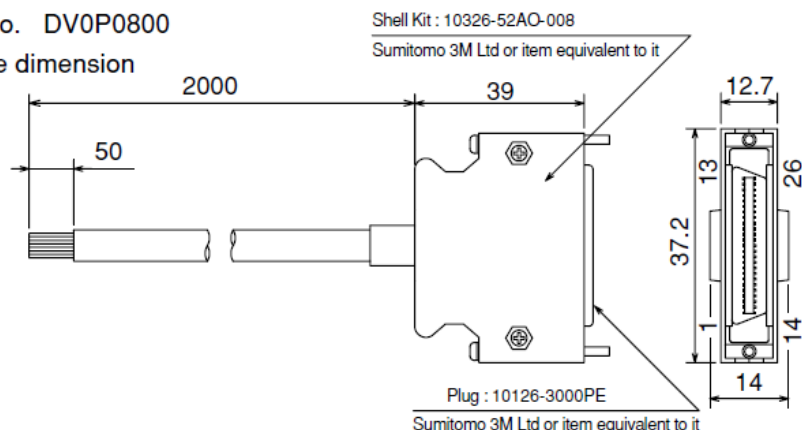 o. DV0P0800
e dimension
Shell Kit : 10326-52AO-008
Sumitomo 3M Ltd or item equivalent to it
2000
39
12.7
50
13
26
37.2
1
14
14
Plug : 10126-3000PE
Sumitomo 3M Ltd or item equivalent to it